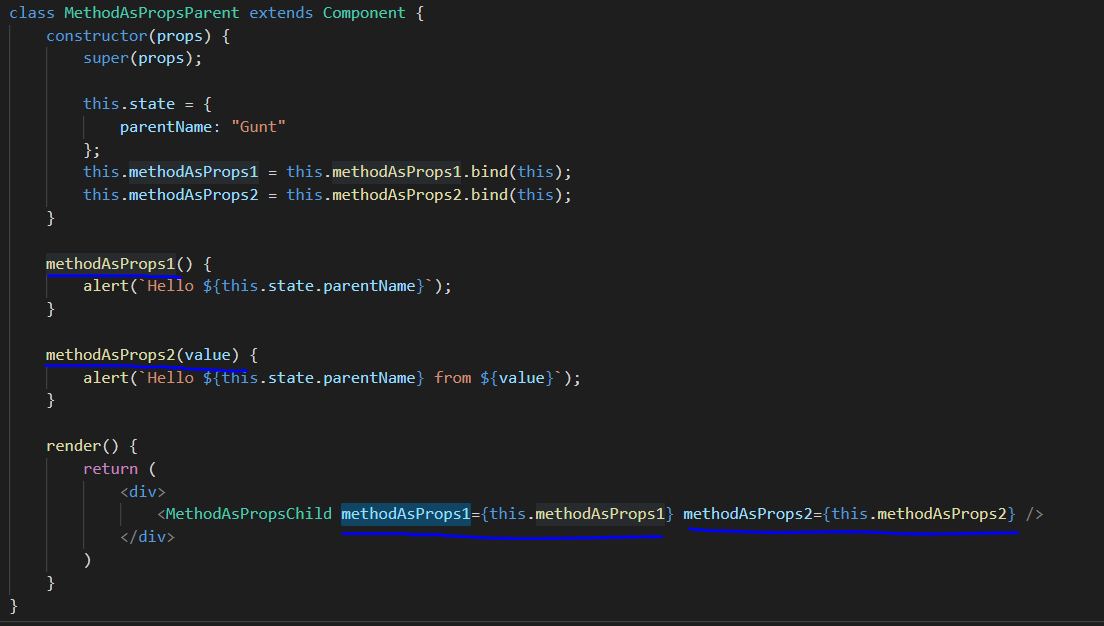 class MethodAsPropsParent extends Component {
    constructor(props) {
        super(props);

        this.state = {
            parentName: "Gunt"
        };
        this.methodAsProps1 = this.methodAsProps1.bind(this);
        this.methodAsProps2 = this.methodAsProps2.bind(this);
    }

    methodAsProps1() {
        alert(`Hello ${this.state.parentName}`);
    }

    methodAsProps2(value) {
        alert(`Hello ${this.state.parentName} from ${value}`);
    }

    render() {
        return (
            <div>
                <MethodAsPropsChild methodAsProps1={this.methodAsProps1} methodAsProps2={this.methodAsProps2} />
            </div>
        )
    }
}